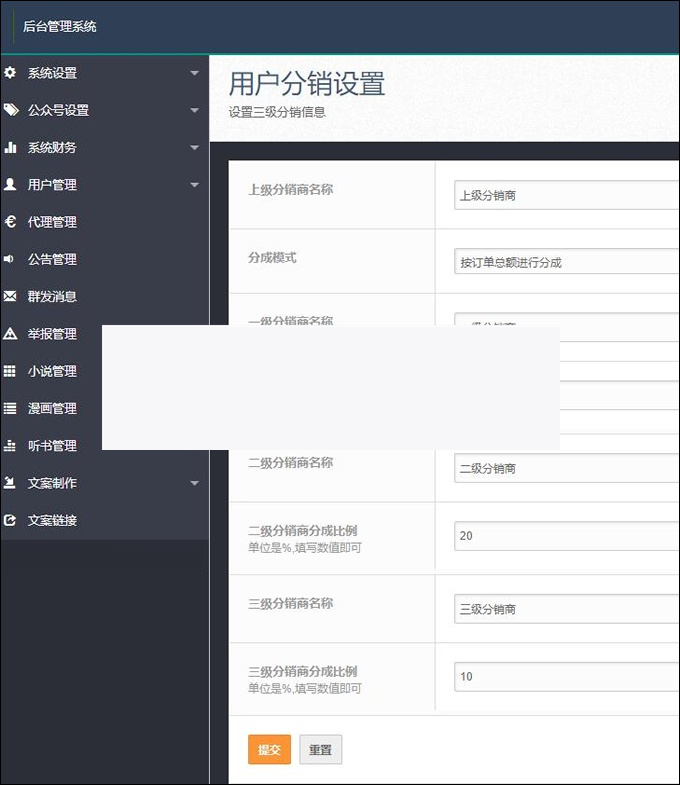 后台管理系统
系统设置
公众号设置
系统财务
用户管理
代理管理
公告管理
群发消息
举报管理
小说管理
漫画管理
听书管理
文案制作
文案链接
用户分销设置
设置三级分销信息
上级分销商名称
上级分销商
分成模式
按订单总额进行分成
一级分销商名称
二级分销商名称
二级分销商
二级分销商分成比例
单位是%,填写数值即可
20
三级分销商名称
三级分销商
三级分销商分成比例
单位是%,填写数值即可
10
提交
重置